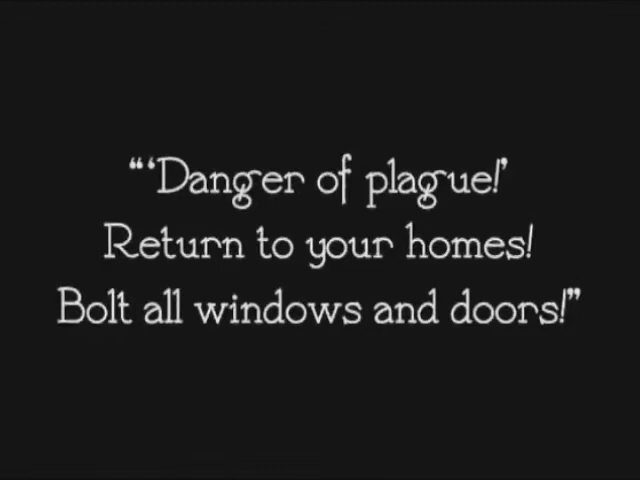 “‘Danger of plague!’
Return to your homes!
Bolt all windows and doors!”